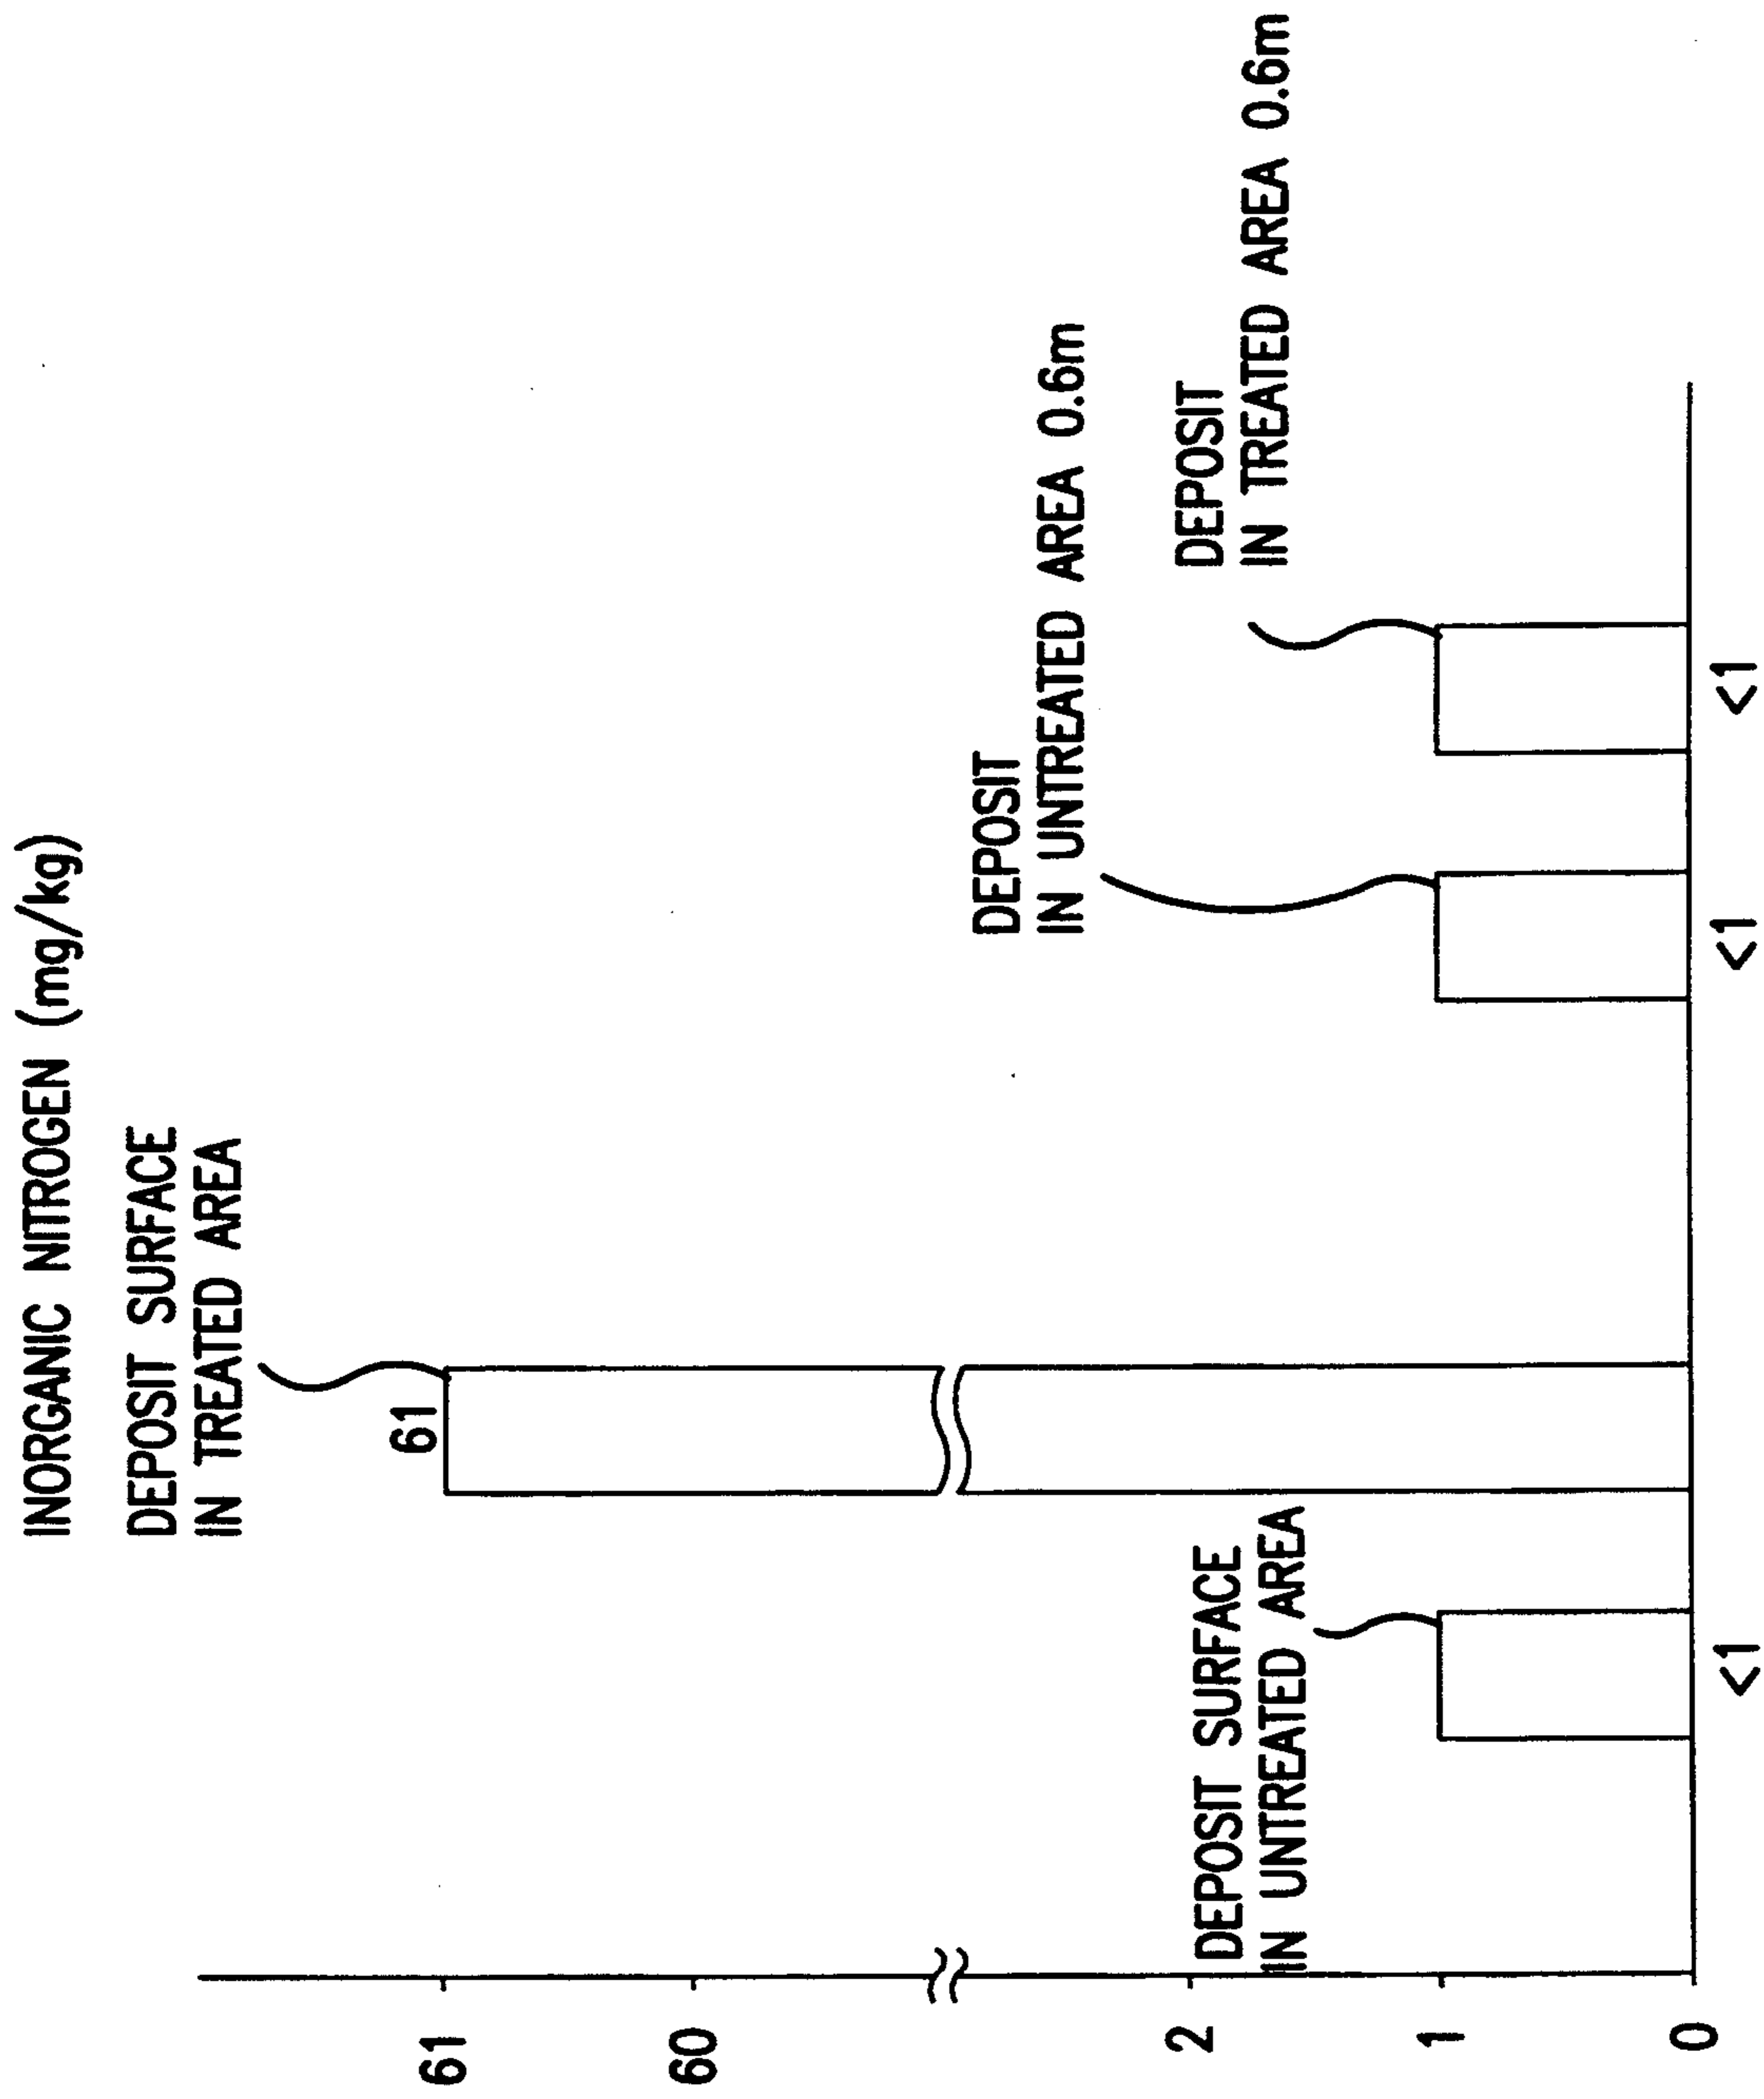 INORGANIC NITROGEN (mg/kg)
DEPOSIT SURFACE
IN TREATED AREA
61
61
60
2
1
0
DEPOSIT SURFACE
IN UNTREATED AREA
DEPOSIT
IN UNTREATED AREA 0.6m
DEPOSIT
IN TREATED AREA 0.6m
<1
<1
<1